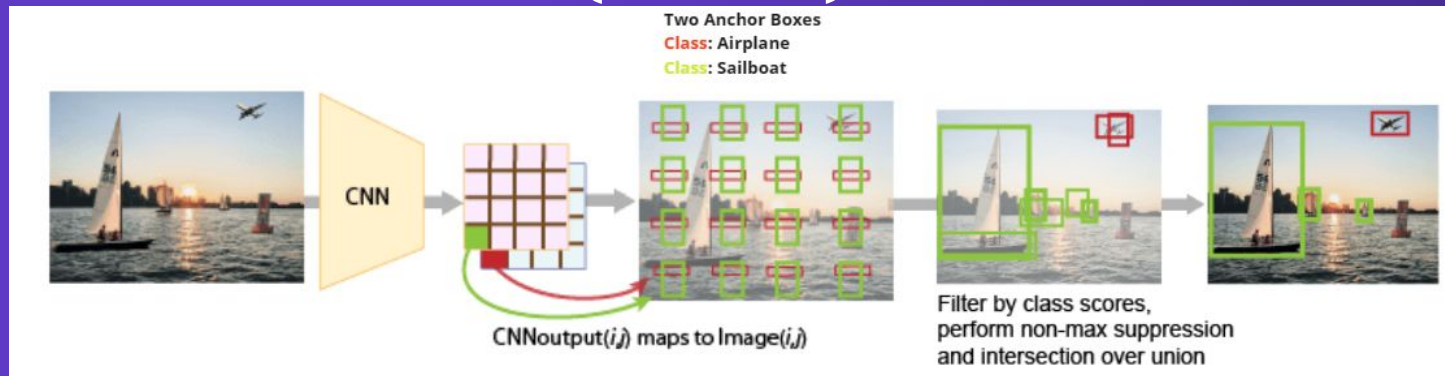 Two Anchor Boxes
Class: Airplane
Class: Sailboat
CNN
CNNoutput(i,j) maps to Image(i,j)
Filter by class scores,
perform non-max suppression
and intersection over union